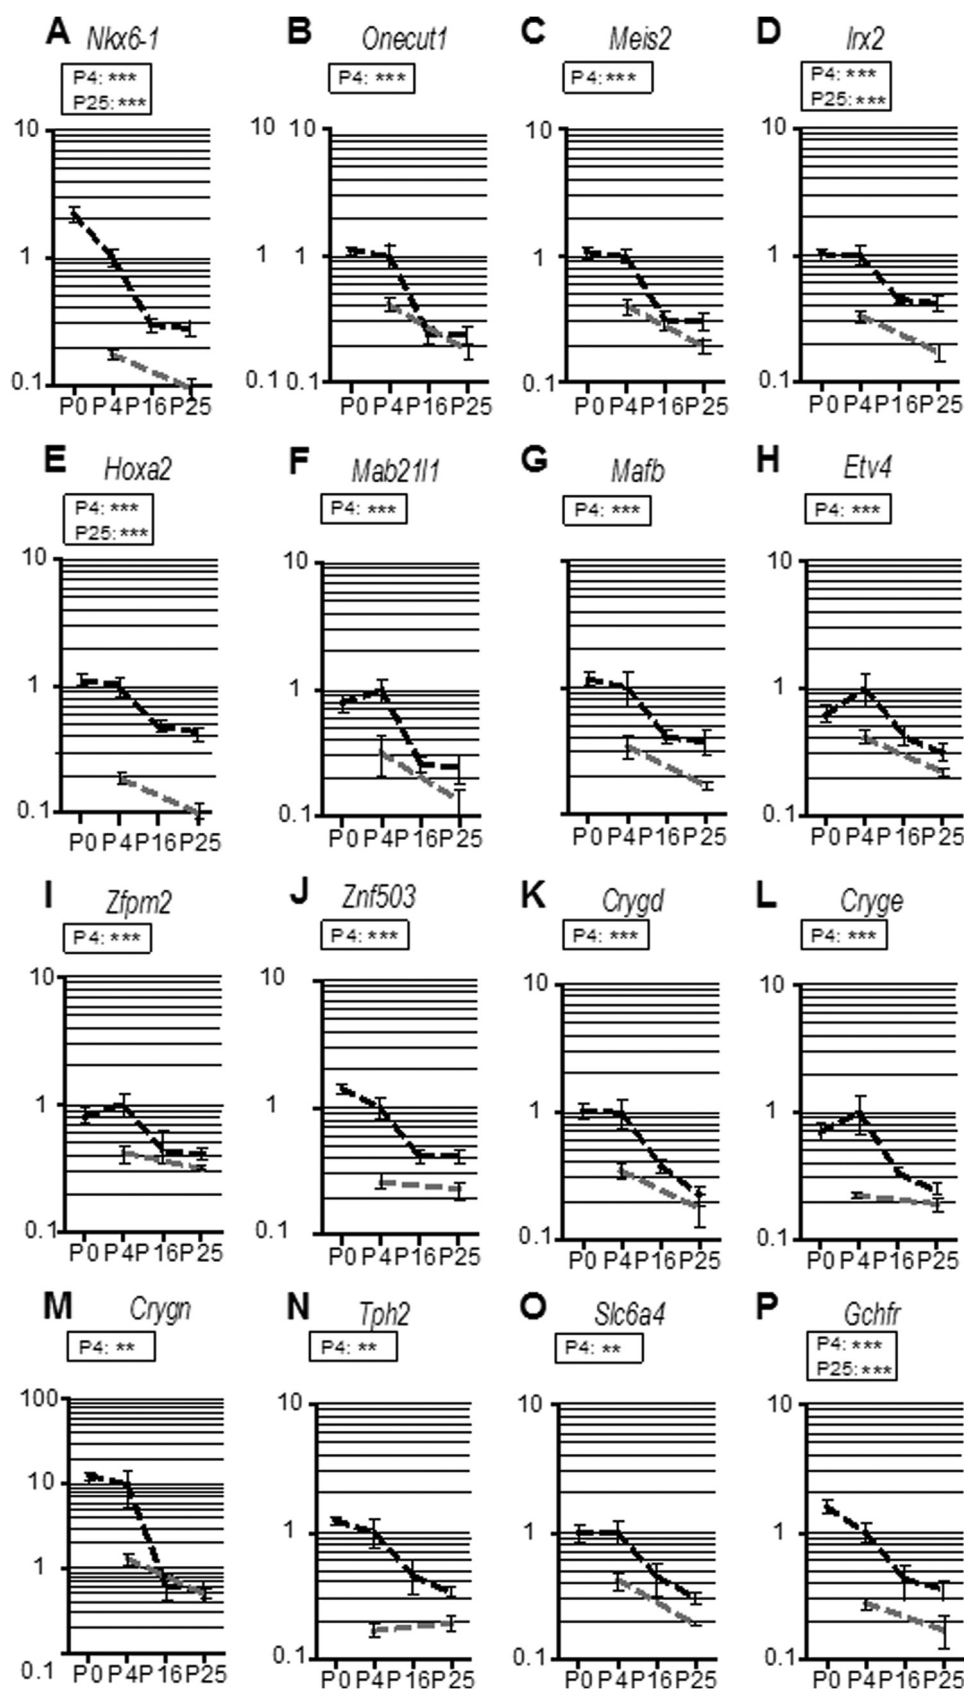 A Nkx6-1
P4: ***
P25: ***
10
1
0.1
P0 P4 P16 P25
B Onecut1
P4: ***
10 10
1 1
0.1 0.1
P0 P4 P16 P25
C Meis2
P4: ***
10
1
0.1
P0 P4 P16 P25
D Irx2
P4: ***
P25: ***
10
1
0.1
P0 P4 P16 P25
E Hoxa2
P4: ***
P25: ***
10
1
0.1
P0 P4 P16 P25
F Mab21l1
P4: ***
10
1
0.1
P0 P4 P16 P25
G Mafb
P4: ***
P0 P4 P16 P25
H Etv4
P4: ***
10
1
0.1
P0 P4 P16 P25
I Zfpm2
P4: ***
10
1
0.1
P0 P4 P16 P25
J Znf503
P4: ***
10
1
0.1
P0 P4 P16 P25
K Crygd
P4: ***
10
1
0.1
P0 P4 P16 P25
L Cryge
P4: ***
10
1
0.1
P0 P4 P16 P25
M Crygn
P4: **
100
10
1
0.1
P0 P4 P16 P25
N Tph2
P4: **
10
1
0.1
P0 P4 P16 P25
O Slc6a4
P4: **
10
1
0.1
P0 P4 P16 P25
P Gchfr
P4: ***
P25: ***
10
1
0.1
P0 P4 P16 P25